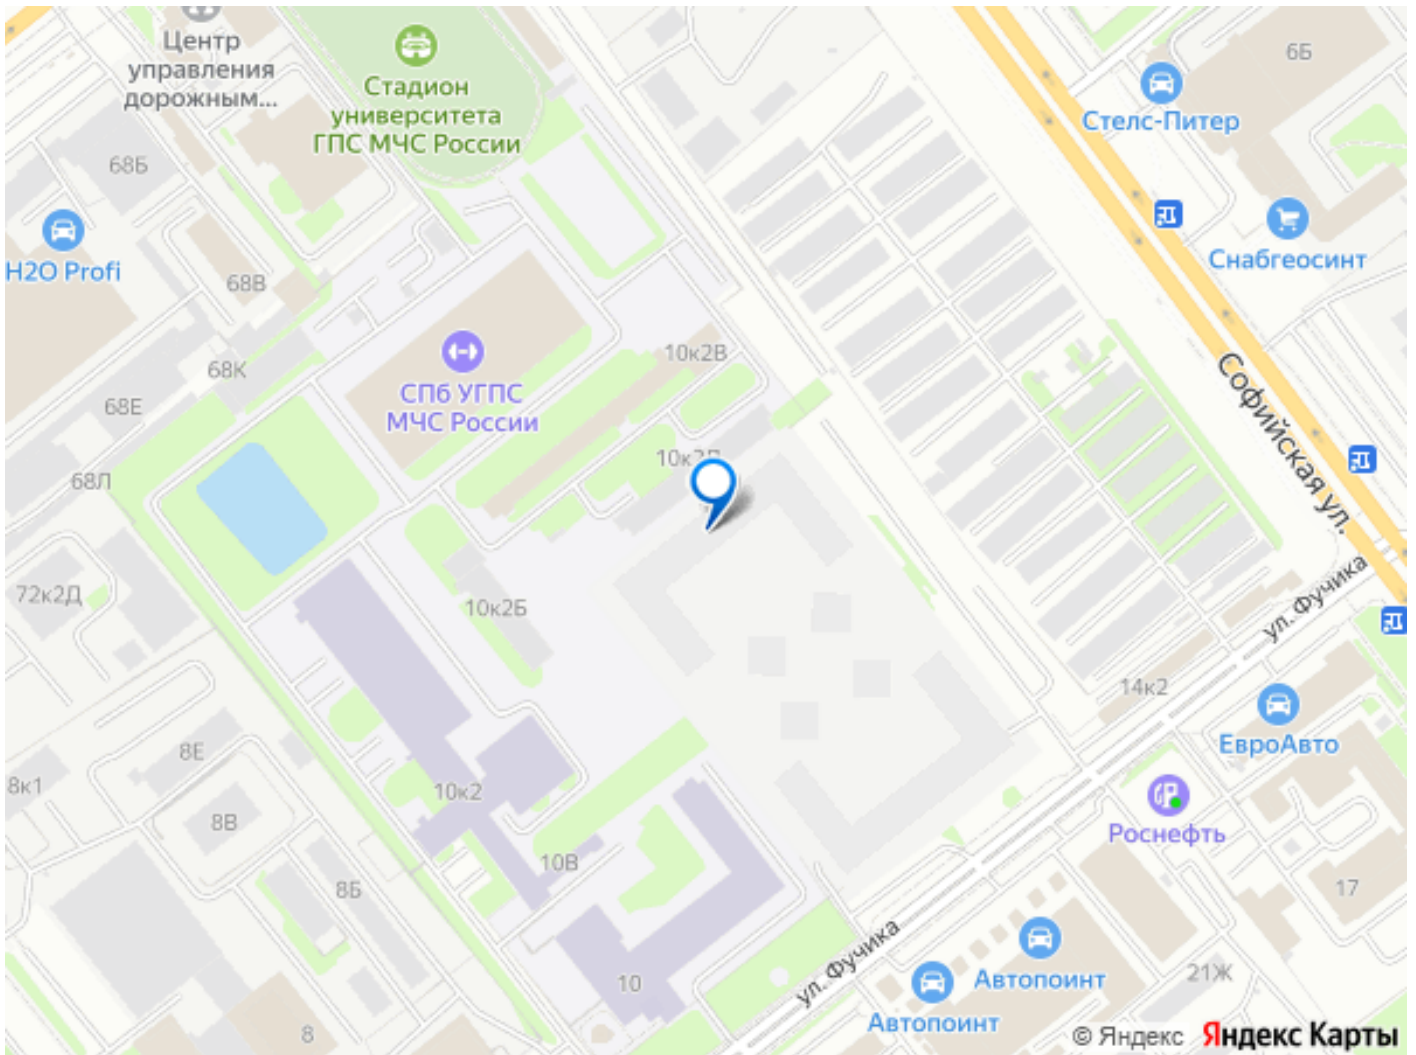 Центр
управления
дорожным...
Стадион
университета
ГПС МЧС России
6Б
Стелс-Питер
68Б
H2O Profi
Снабгеосинт
68В
68К
10к2В
СПб УГПС
МЧС России
68Е
Софийская ул.
68Л
72к2Д
10к2Б
ул. Фучика
14к2
ЕвроАвто
8Е
8к1
10к2
8В
Роснефть
10В
8Б
17
ул. Фучика
Автопоинт
21Ж
10
Автопоинт
8
© Яндекс Яндекс Карты